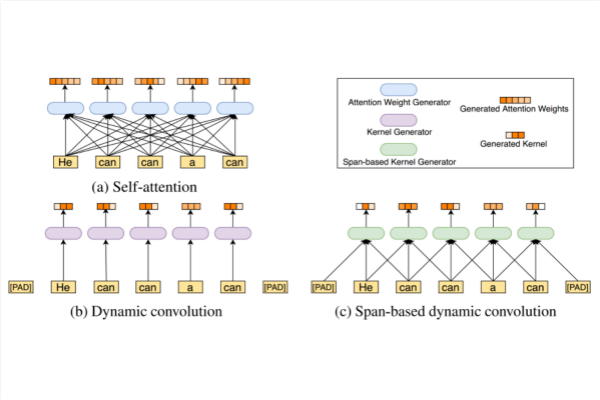 He can can a can
(a) Self-attention
Attention Weight Generator
Generated Attention Weights
Kernel Generator
Generated Kernel
Span-based Kernel Generator
[PAD] He can can a can [PAD]
(b) Dynamic convolution
[PAD] He can can a can [PAD]
(c) Span-based dynamic convolution